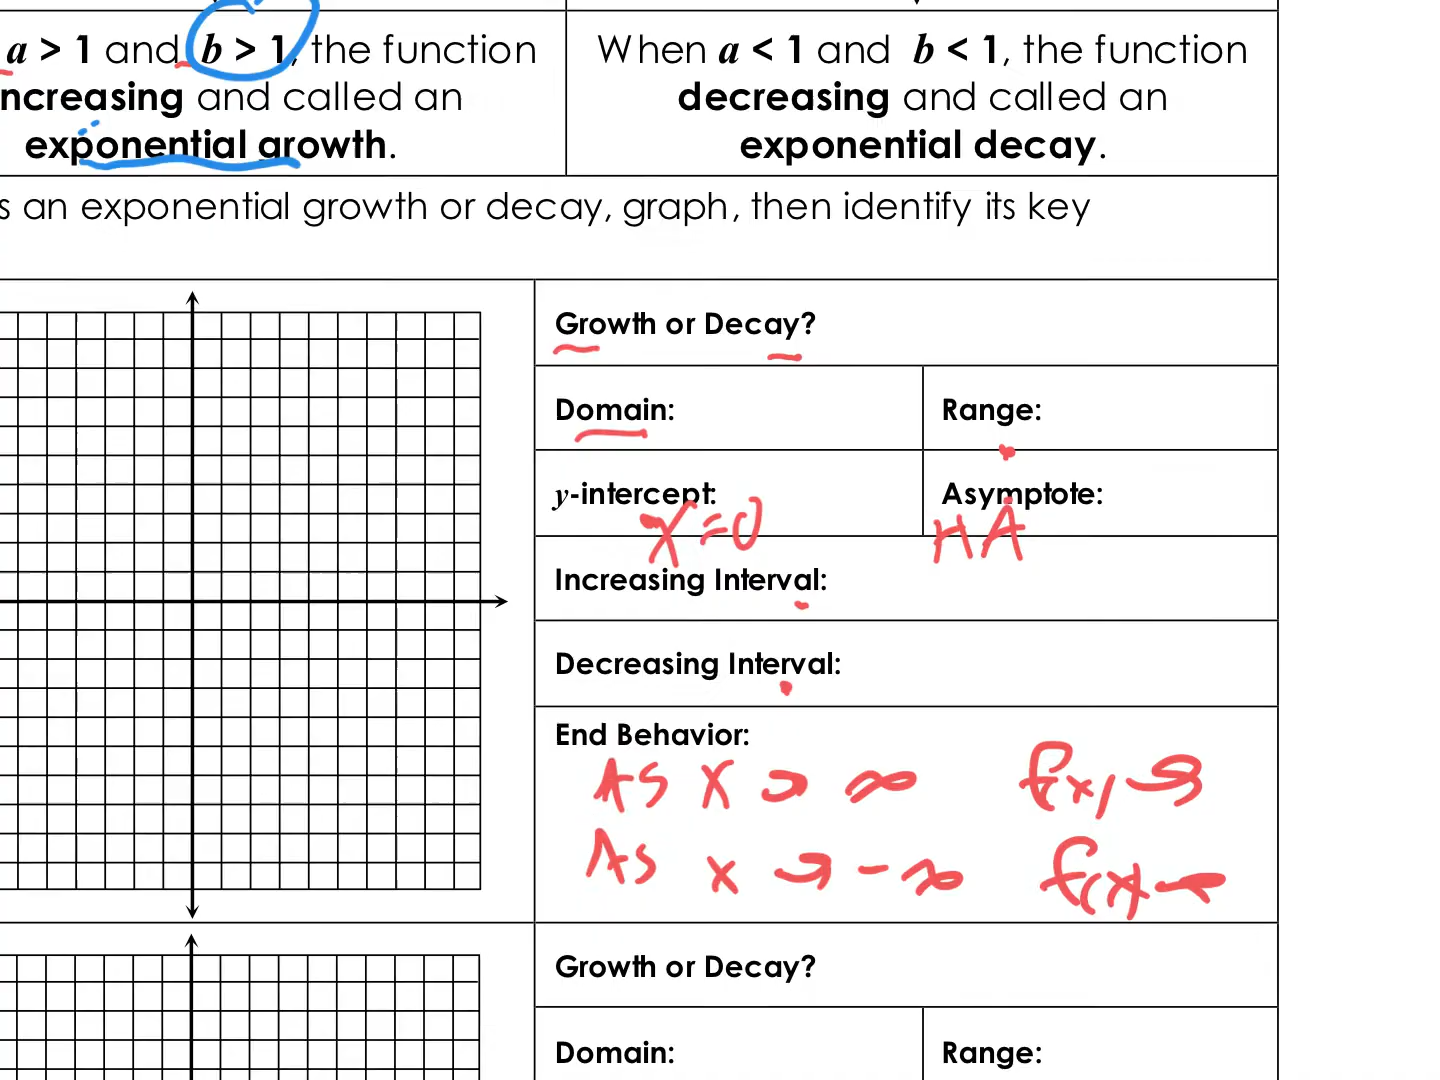 a > 1 and b > 1, the function
ncreasing and called an
exponential growth.
When a < 1 and b < 1, the function
decreasing and called an
exponential decay.
s an exponential growth or decay, graph, then identify its key
Growth or Decay?
Domain:
Range:
y-intercept:
x=0
Asymptote:
HA
Increasing Interval:
Decreasing Interval:
End Behavior:
As x → ∞ f(x) →
As x → -∞ f(x) →
Growth or Decay?
Domain:
Range: